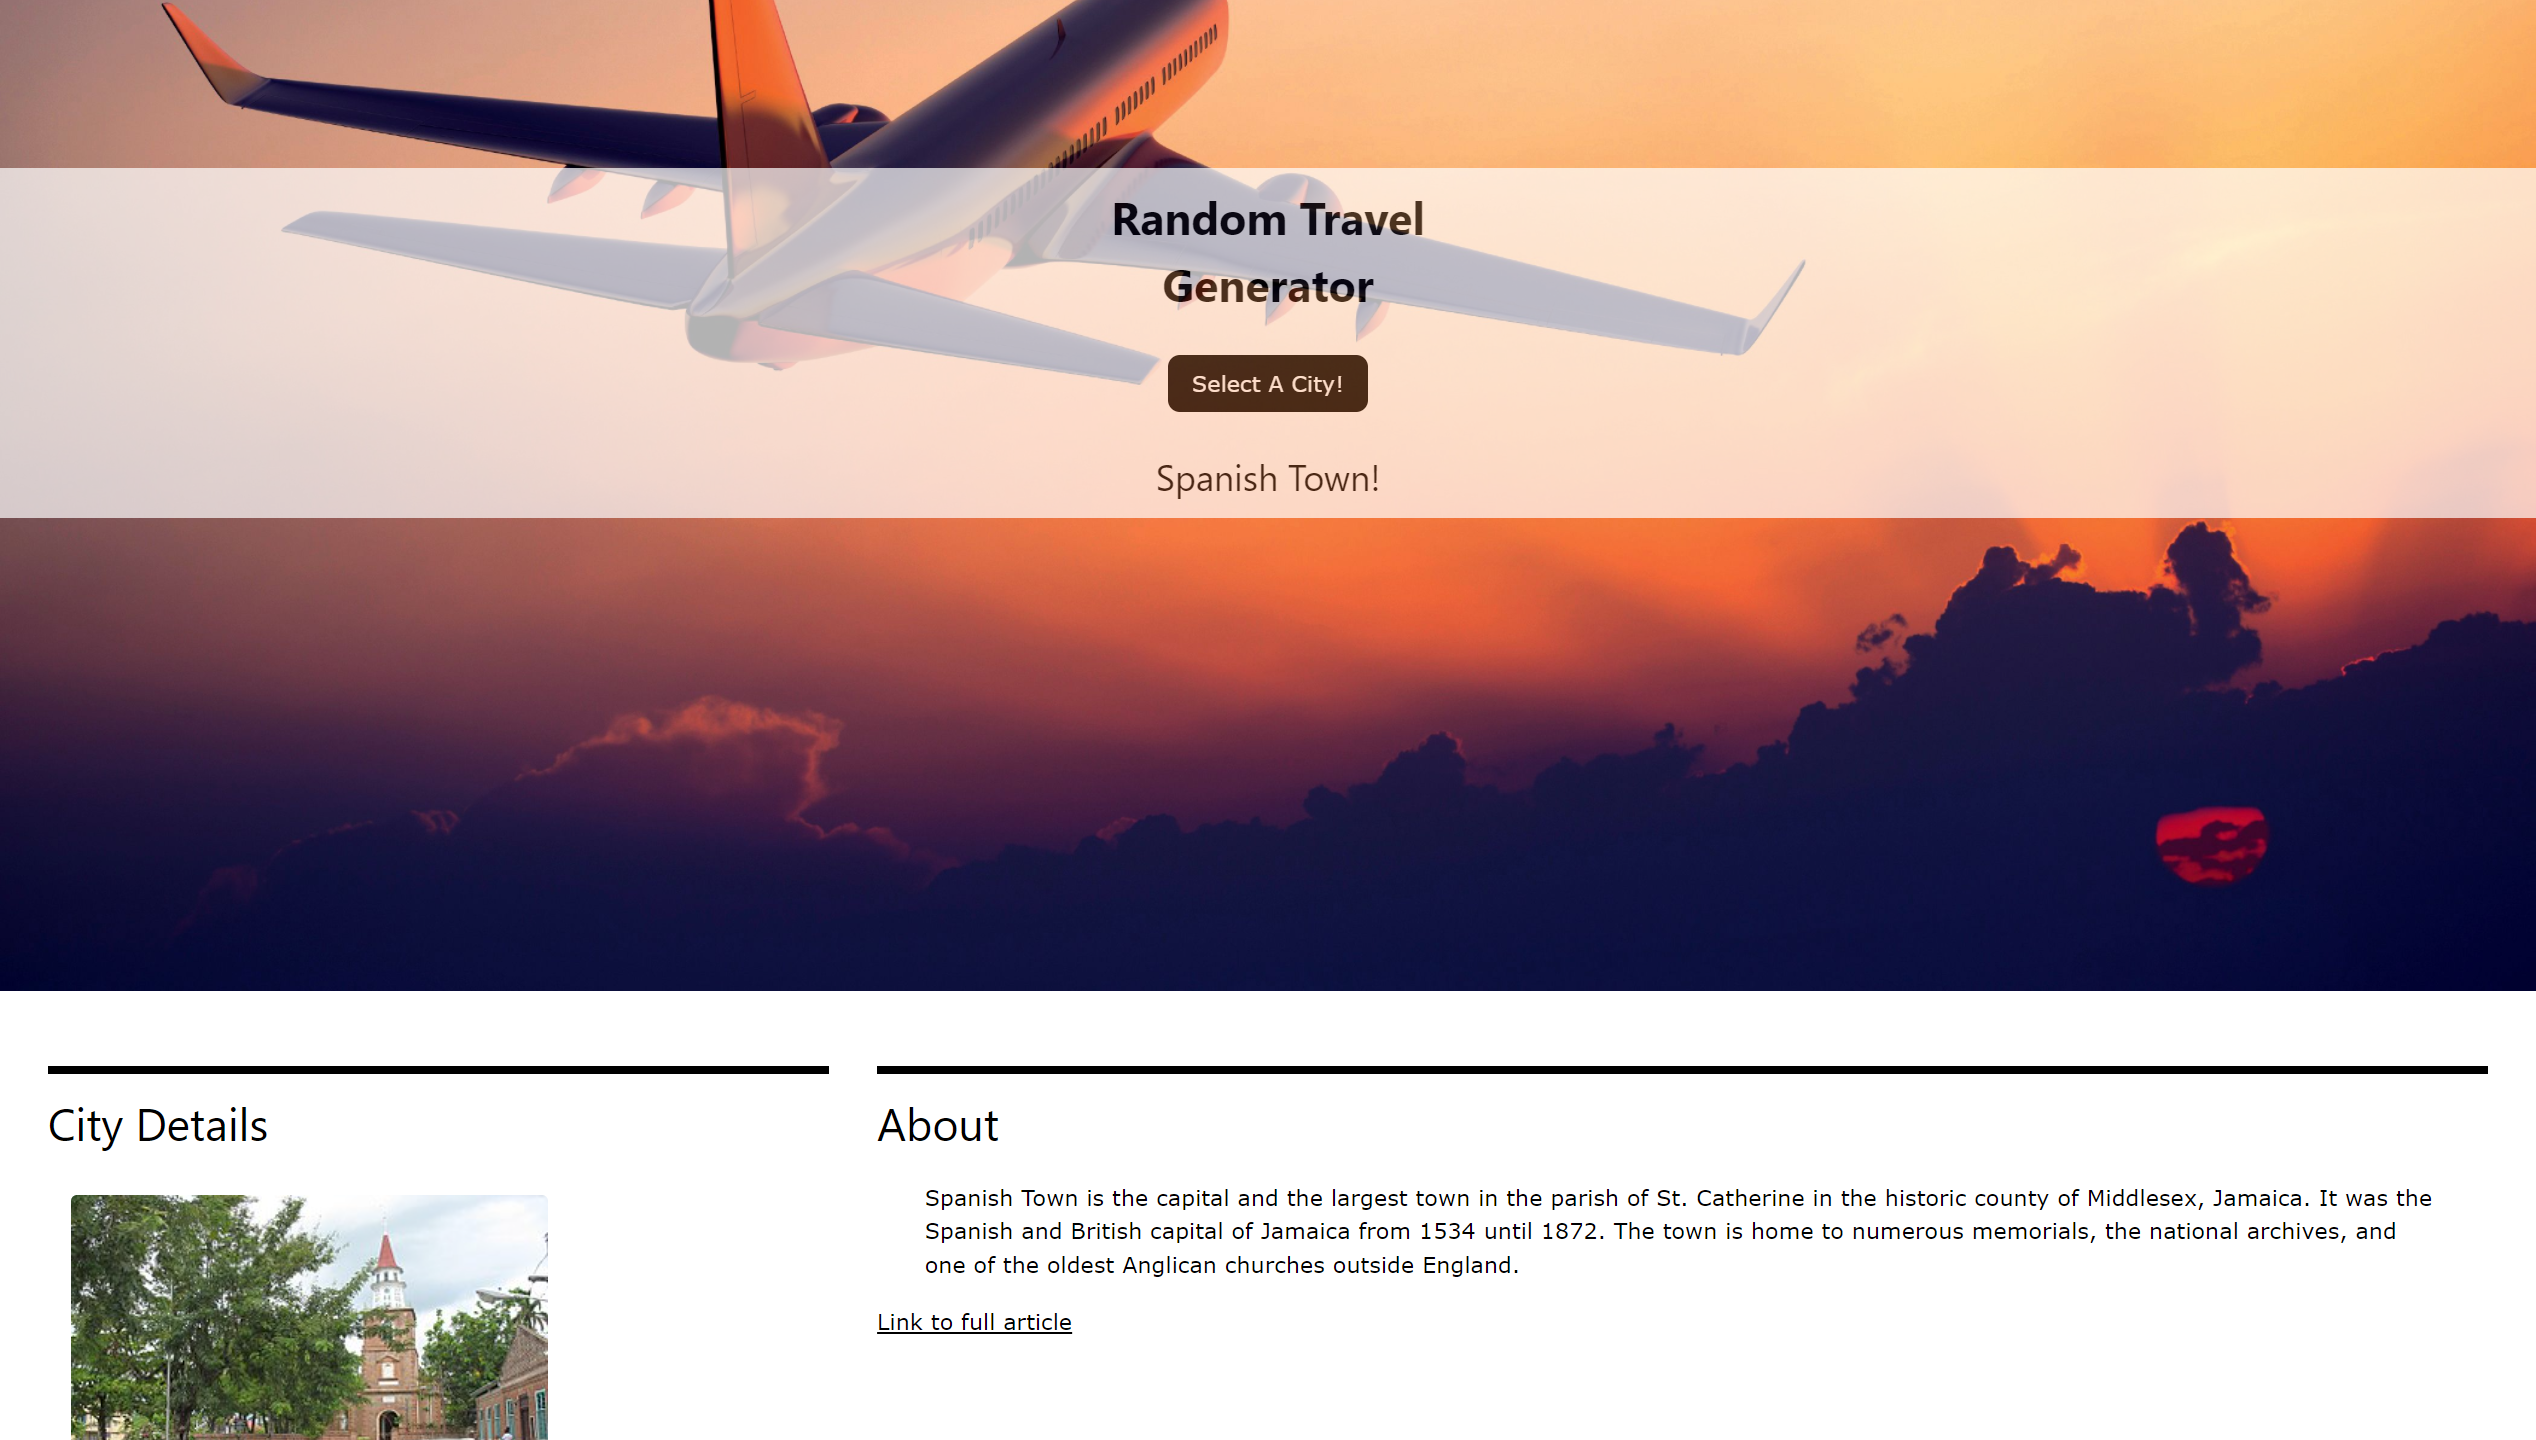 Random Travel
Generator
Select A City!
Spanish Town!
City Details
About
Spanish Town is the capital and the largest town in the parish of St. Catherine in the historic county of Middlesex, Jamaica. It was the
Spanish and British capital of Jamaica from 1534 until 1872. The town is home to numerous memorials, the national archives, and
one of the oldest Anglican churches outside England.
Link to full article